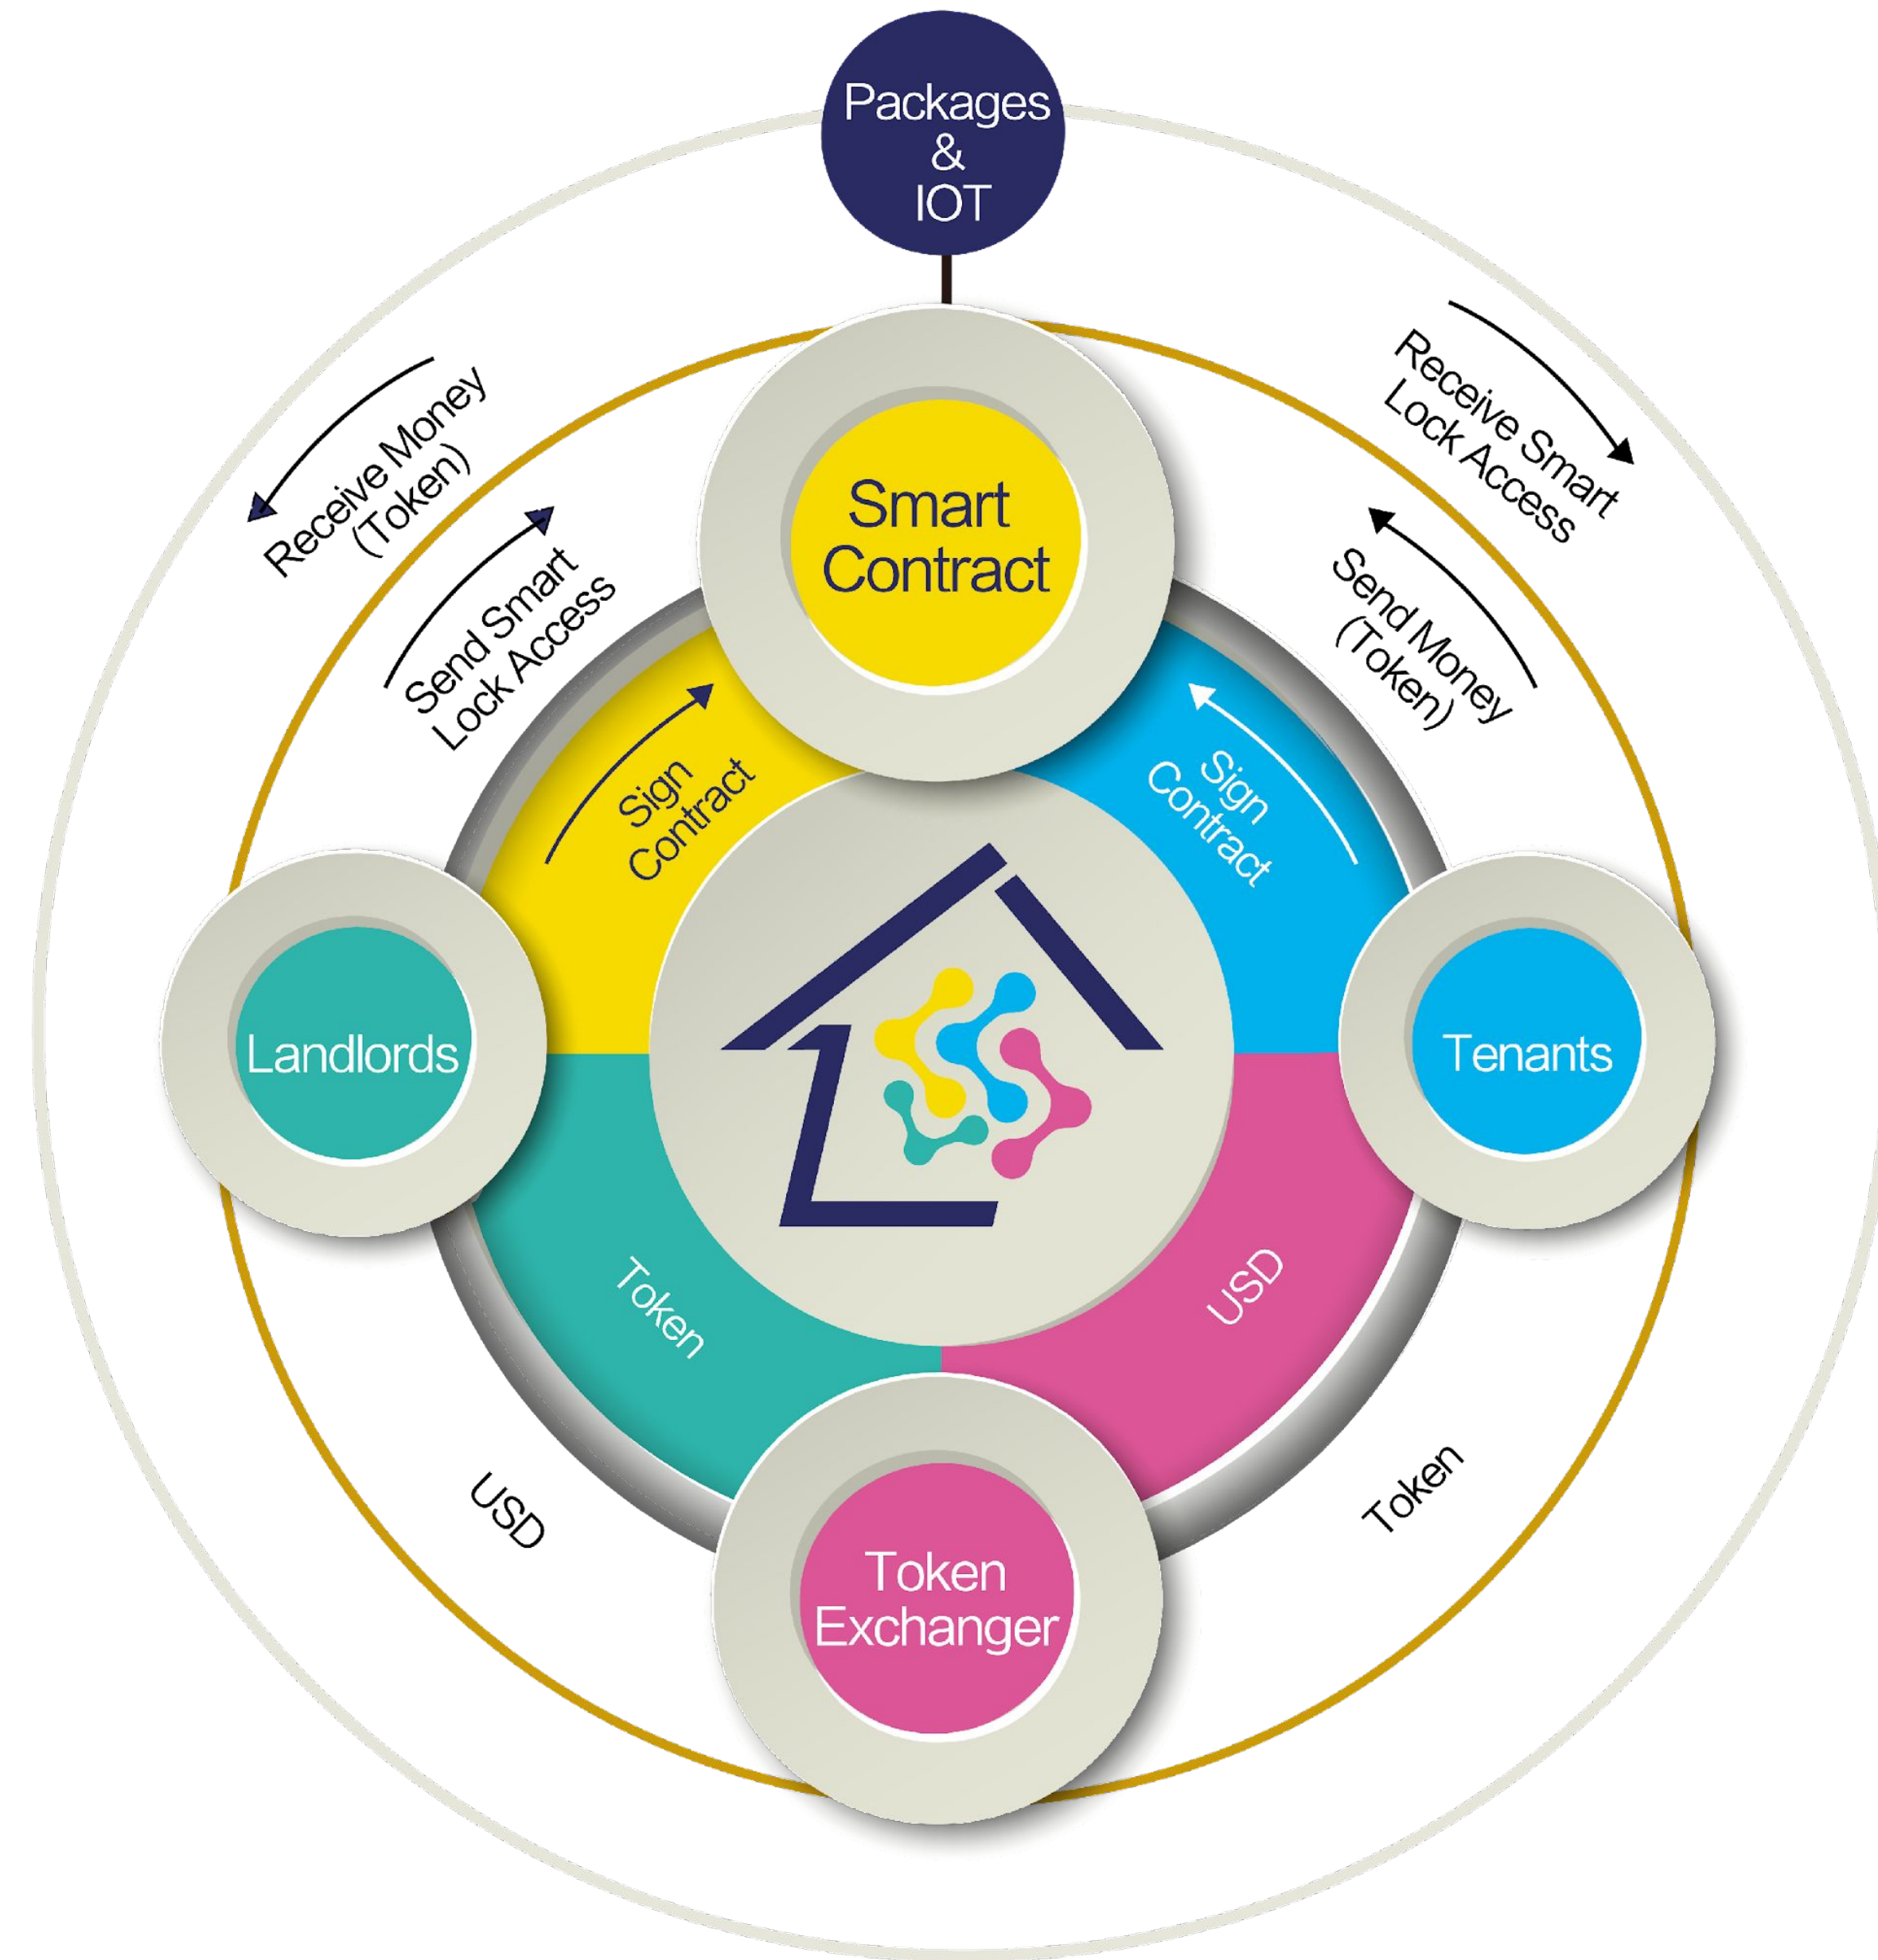 Packages
&
IOT
Receive Money
(Token)
Receive Smart
Lock Access
Send Smart
Lock Access
Send Money
(Token)
Smart
Contract
Sign
Contract
Sign
Contract
Landlords
Tenants
Token
USD
USD
Token
Token
Exchanger